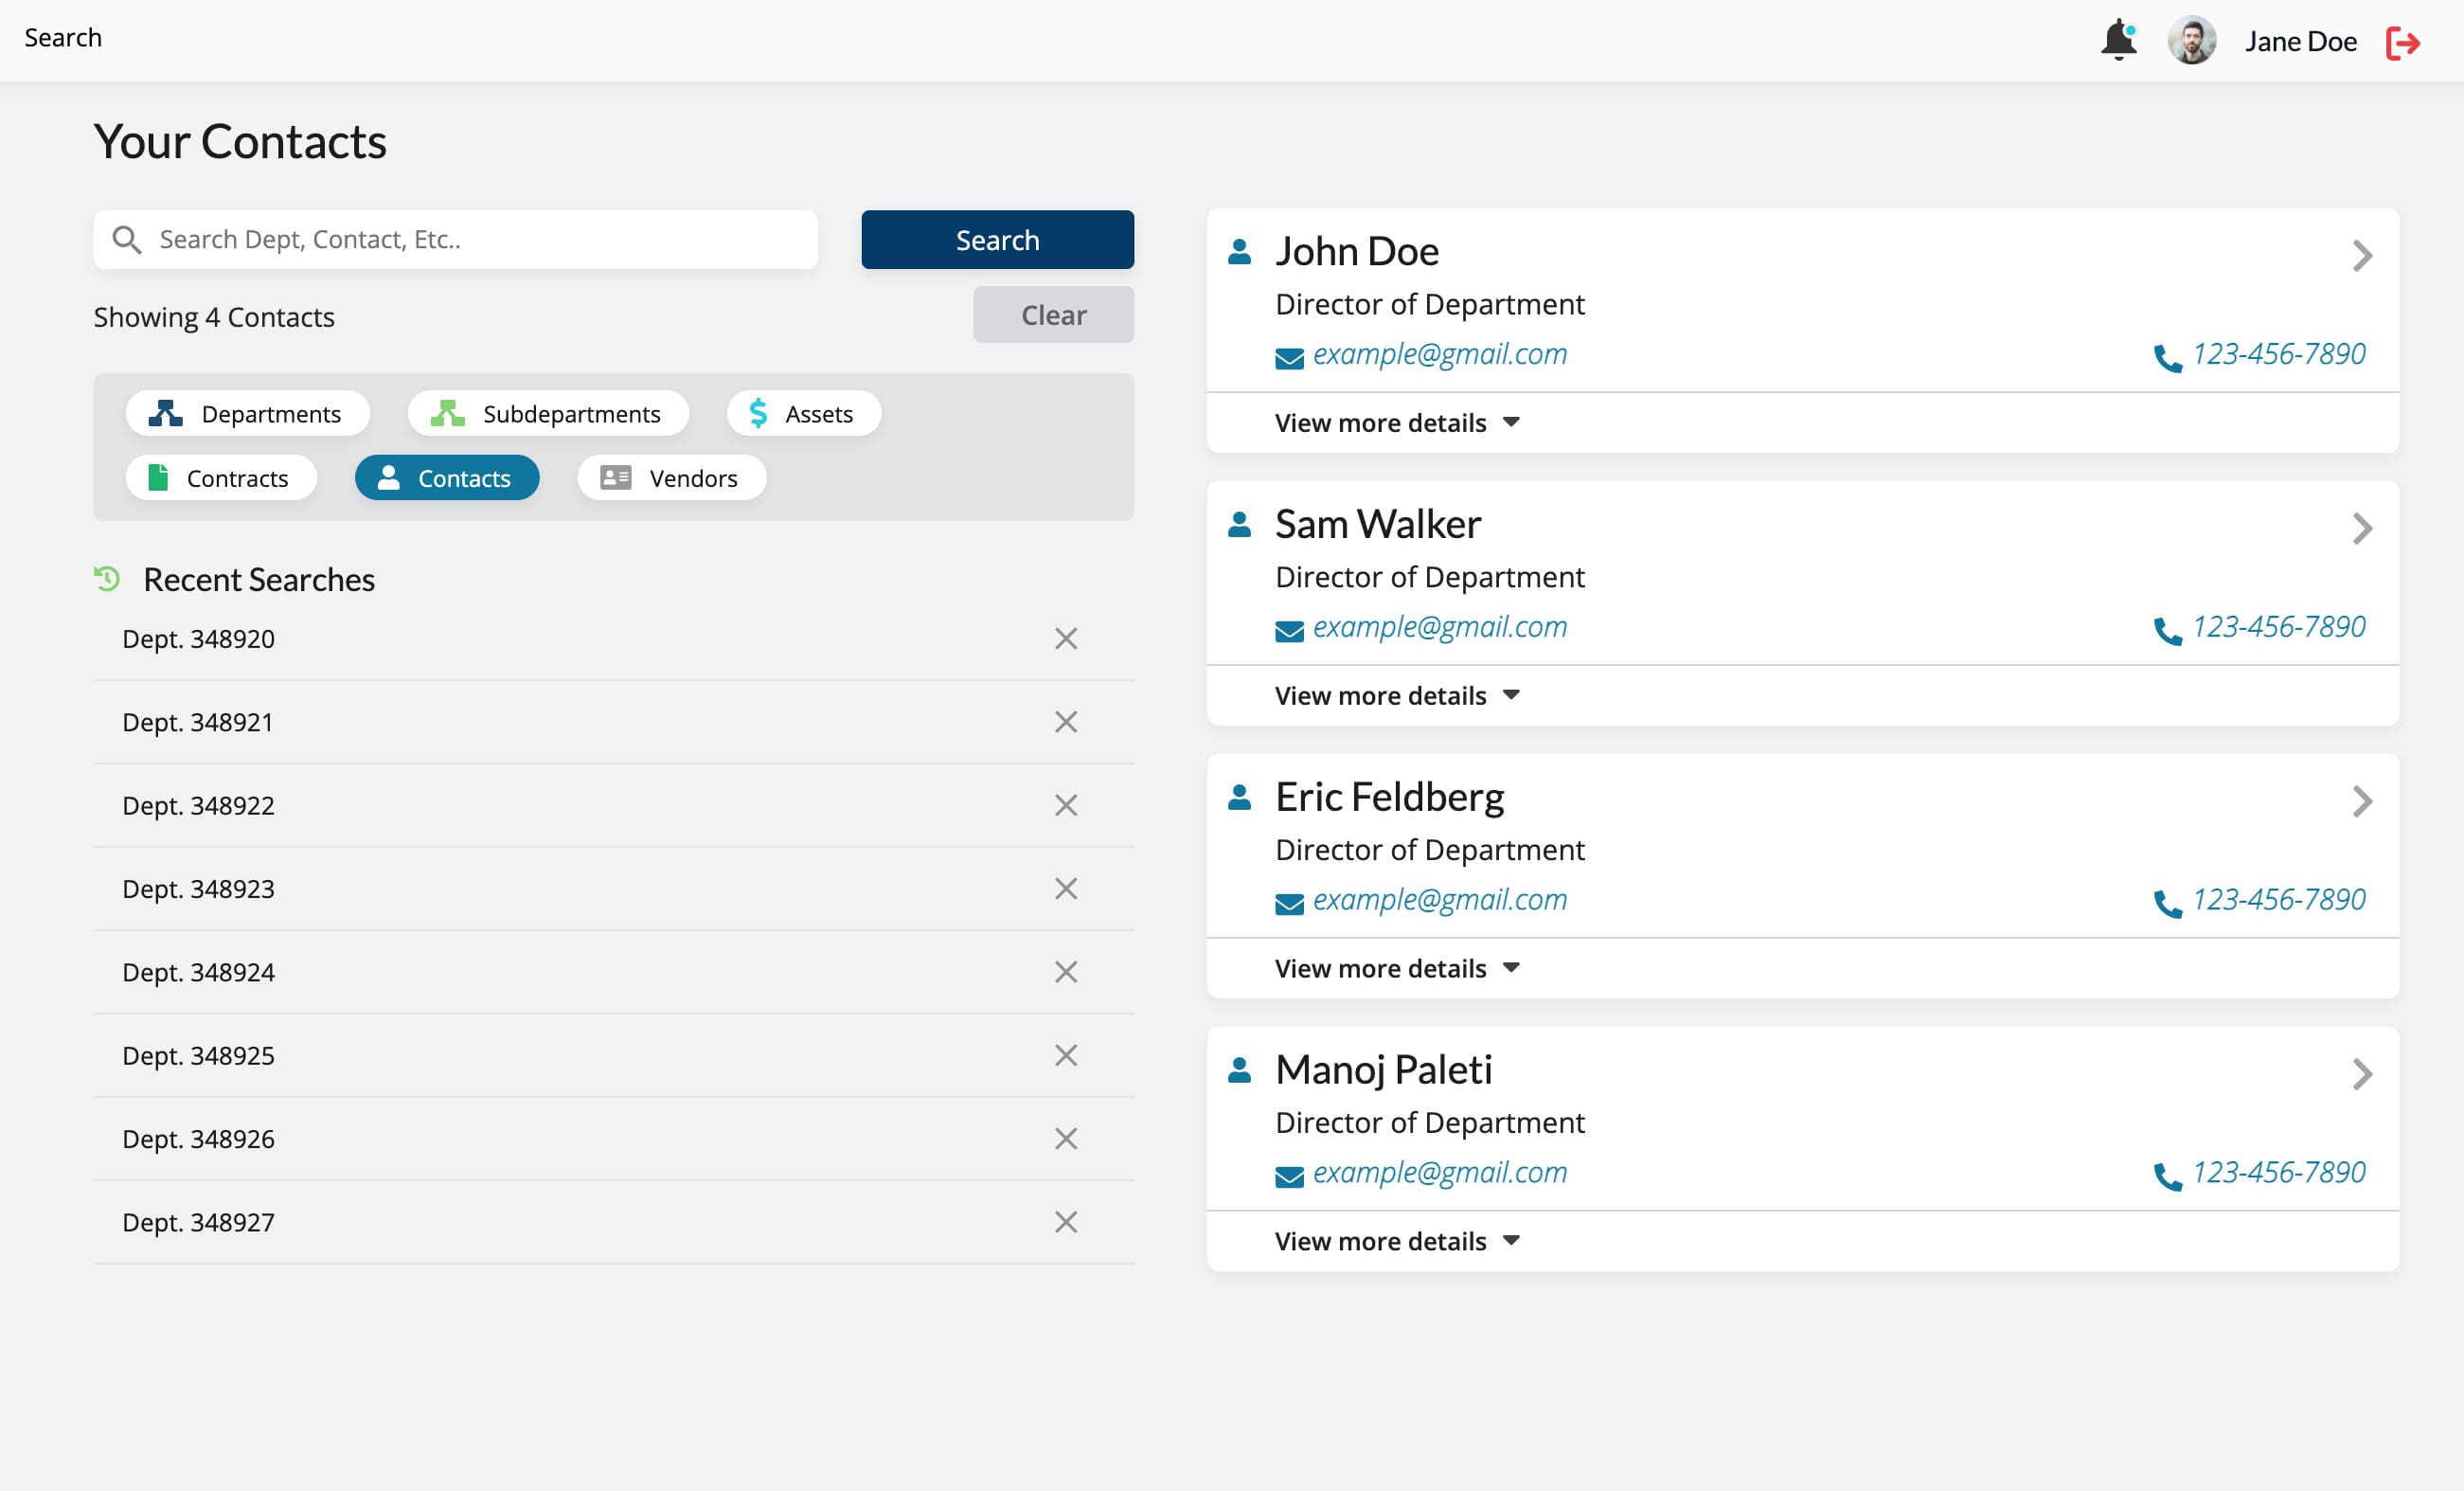 Search
Jane Doe
Your Contacts
Search Dept, Contact, Etc..
Search
Showing 4 Contacts
Clear
Departments
Subdepartments
Assets
Contracts
Contacts
Vendors
Recent Searches
Dept. 348920
Dept. 348921
Dept. 348922
Dept. 348923
Dept. 348924
Dept. 348925
Dept. 348926
Dept. 348927
John Doe
Director of Department
example@gmail.com
123-456-7890
View more details
Sam Walker
Director of Department
example@gmail.com
123-456-7890
View more details
Eric Feldberg
Director of Department
example@gmail.com
123-456-7890
View more details
Manoj Paleti
Director of Department
example@gmail.com
123-456-7890
View more details